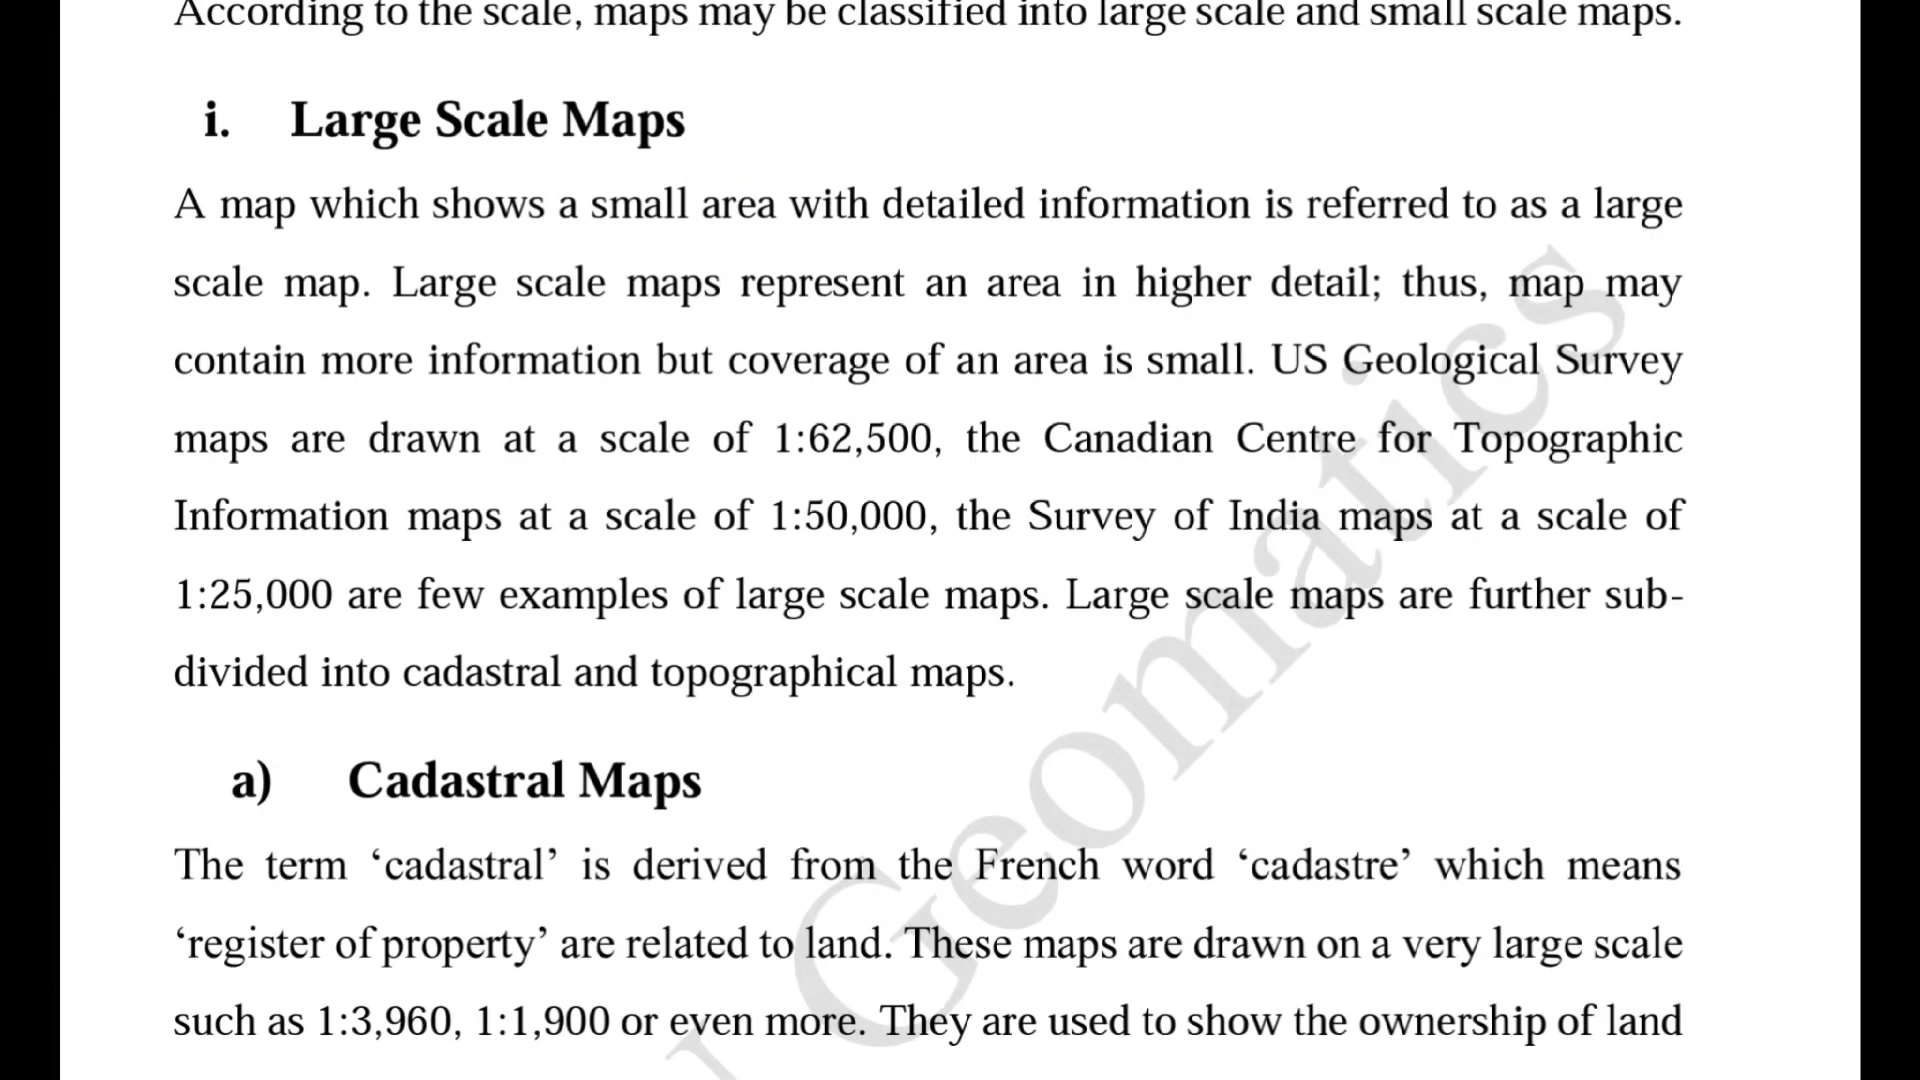 According to the scale, maps may be classified into large scale and small scale maps.
i. Large Scale Maps
A map which shows a small area with detailed information is referred to as a large
scale map. Large scale maps represent an area in higher detail; thus, map may
contain more information but coverage of an area is small. US Geological Survey
maps are drawn at a scale of 1:62,500, the Canadian Centre for Topographic
Information maps at a scale of 1:50,000, the Survey of India maps at a scale of
1:25,000 are few examples of large scale maps. Large scale maps are further sub-
divided into cadastral and topographical maps.
a) Cadastral Maps
The term ‘cadastral’ is derived from the French word ‘cadastre’ which means
‘register of property’ are related to land. These maps are drawn on a very large scale
such as 1:3,960, 1:1,900 or even more. They are used to show the ownership of land
Geomatics